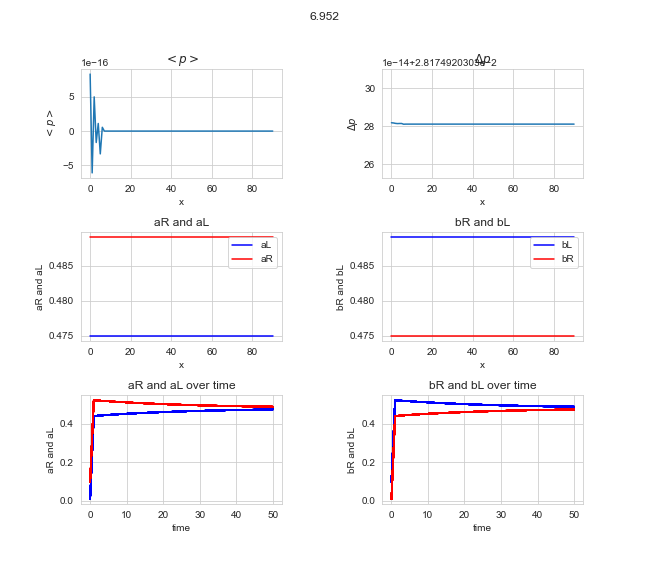 6.952
< p >
Δp
1e−16
1e−14+2.8174920303e−2
5
0
−5
30
28
26
< p >
Δp
0 20 40 60 80
0 20 40 60 80
x
x
aR and aL
bR and bL
aL
aR
bL
bR
0.485
0.480
0.475
0.485
0.480
0.475
aR and aL
bR and bL
0 20 40 60 80
0 20 40 60 80
x
x
aR and aL over time
bR and bL over time
0.4
0.2
0.0
0.4
0.2
0.0
aR and aL
bR and bL
0 10 20 30 40 50
0 10 20 30 40 50
time
time